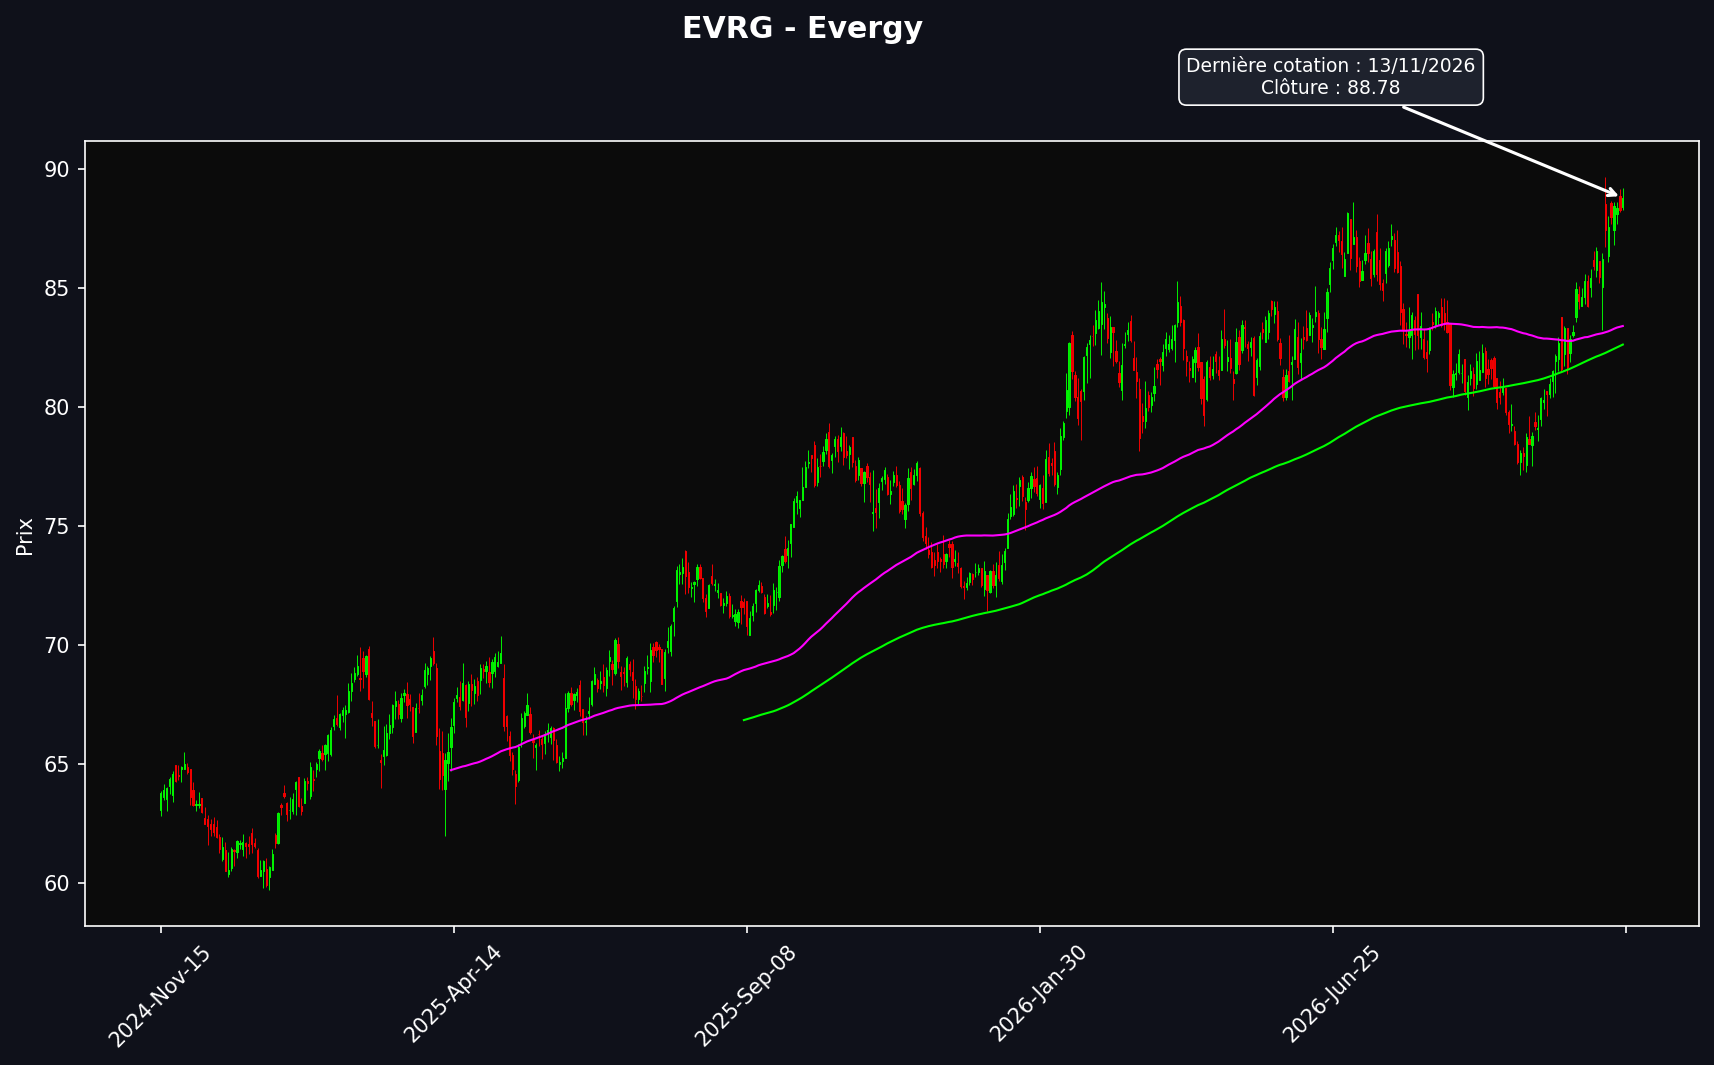 EVRG - Evergy
Dernière cotation : 13/11/2026
Clôture : 88.78
Prix
90
85
80
75
70
65
60
2024-Nov-15
2025-Apr-14
2025-Sep-08
2026-Jan-30
2026-Jun-25